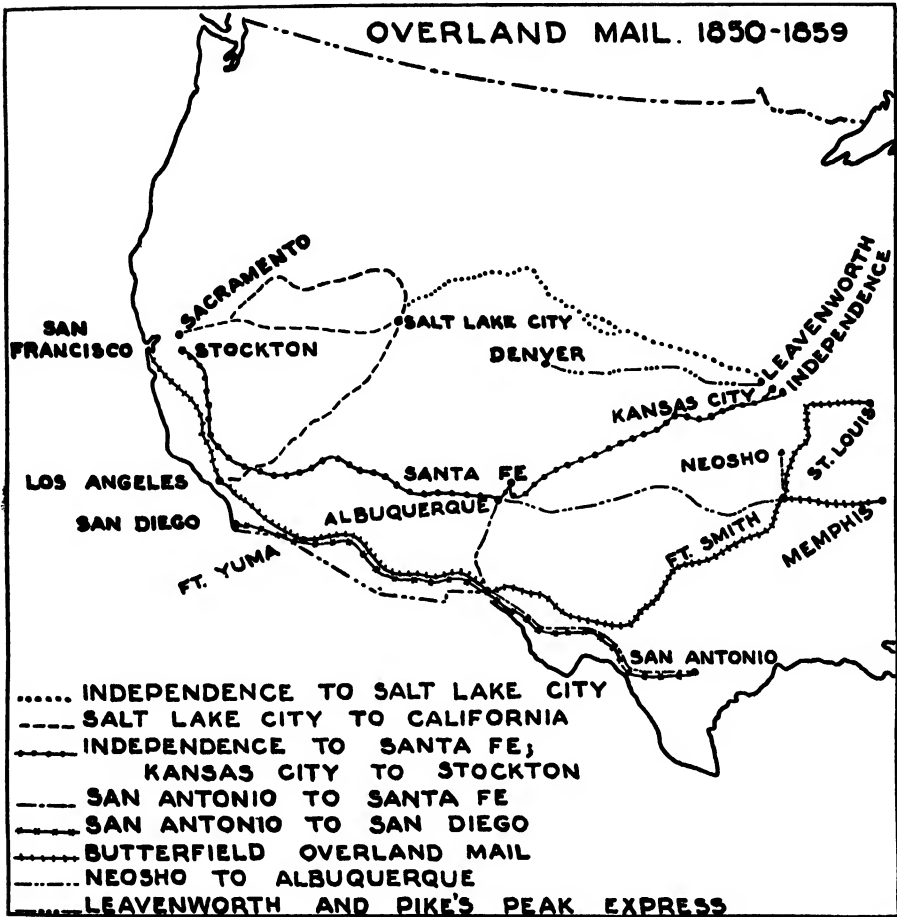 OVERLAND MAIL. 1850-1859
SACRAMENTO
SAN
FRANCISCO
STOCKTON
SALT LAKE CITY
DENVER
LEAVENWORTH
INDEPENDENCE
KANSAS CITY
ST. LOUIS
NEOSHO
SANTA FE
LOS ANGELES
ALBUQUERQUE
SAN DIEGO
FT. SMITH
MEMPHIS
FT. YUMA
SAN ANTONIO
INDEPENDENCE TO SALT LAKE CITY
SALT LAKE CITY TO CALIFORNIA
INDEPENDENCE TO SANTA FE;
KANSAS CITY TO STOCKTON
SAN ANTONIO TO SANTA FE
SAN ANTONIO TO SAN DIEGO
BUTTERFIELD OVERLAND MAIL
NEOSHO TO ALBUQUERQUE
LEAVENWORTH AND PIKE'S PEAK EXPRESS